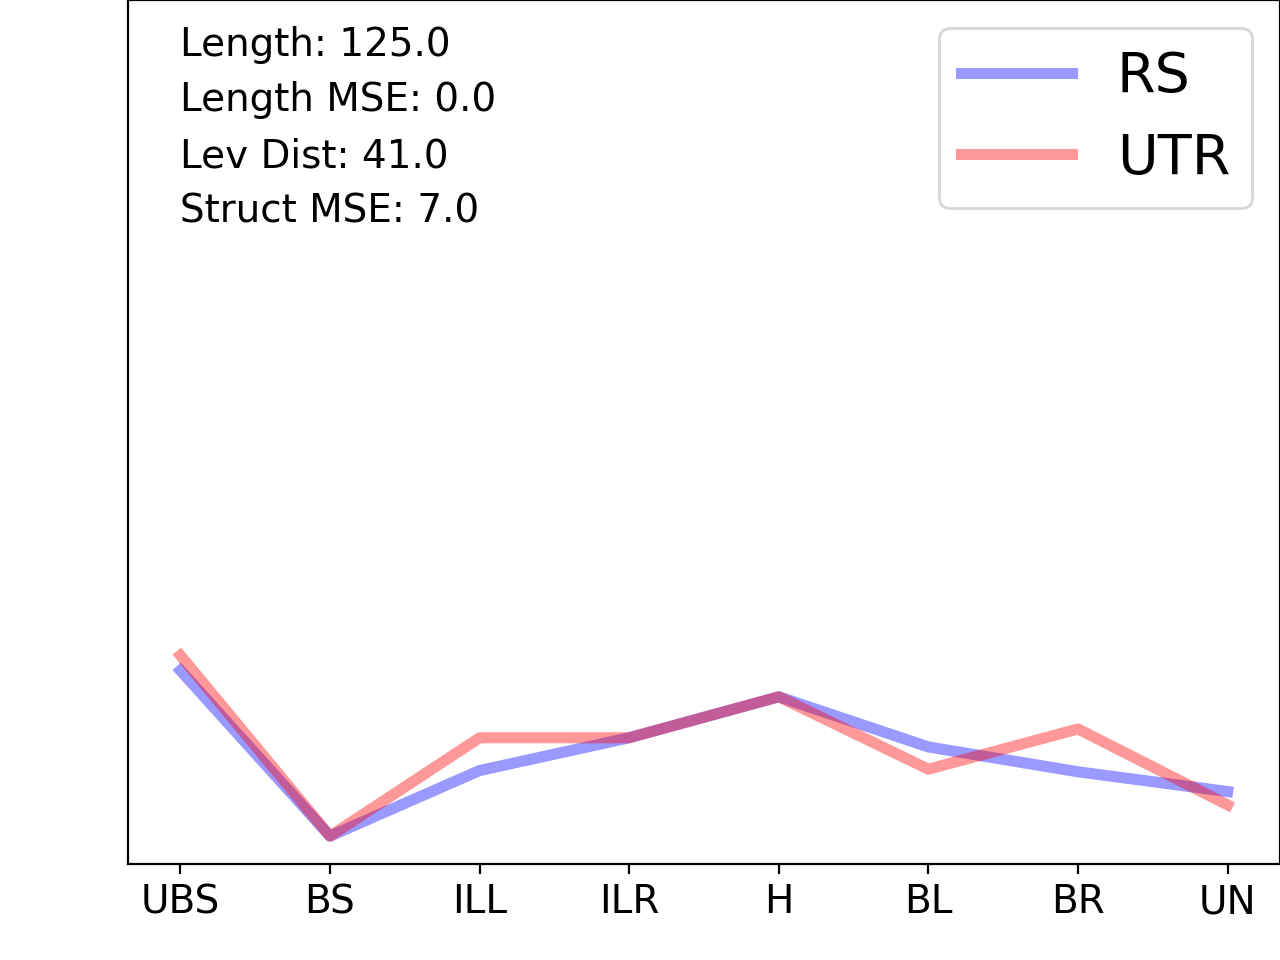 Length: 125.0
Length MSE: 0.0
Lev Dist: 41.0
Struct MSE: 7.0
RS
UTR
UBS BS ILL ILR H BL BR UN